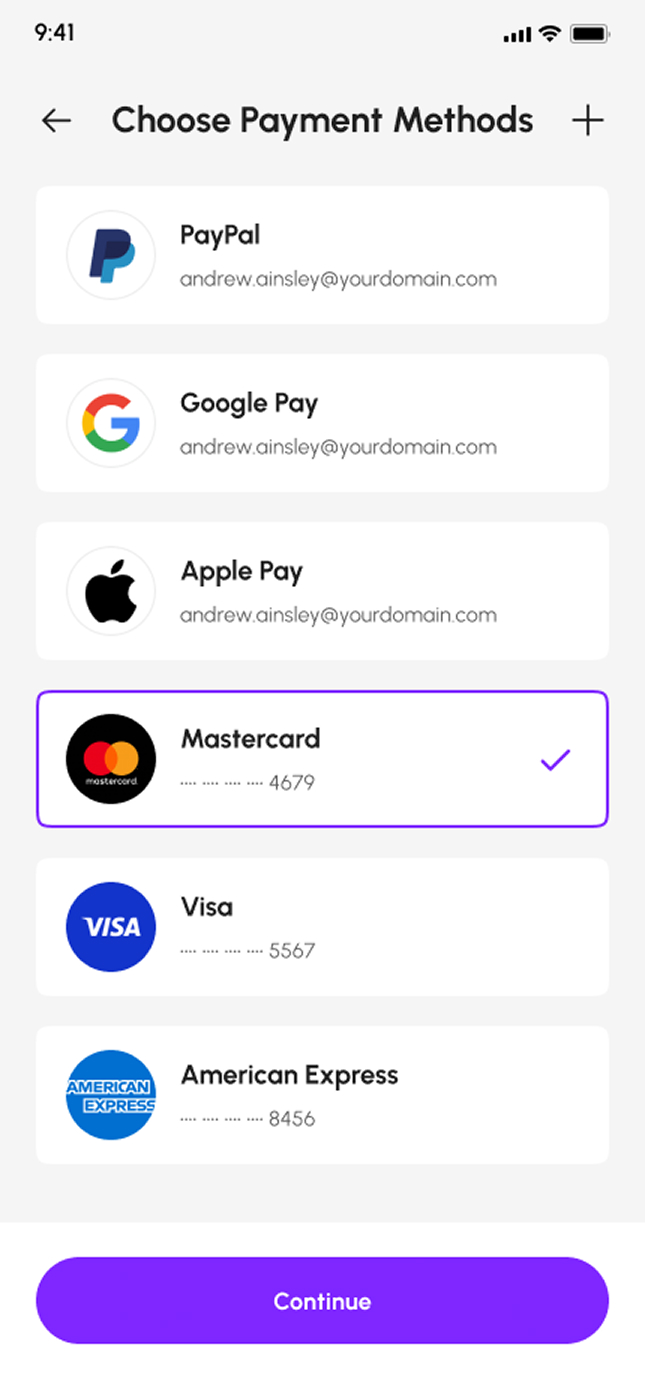 9:41
Choose Payment Methods
PayPal
andrew.ainsley@yourdomain.com
Google Pay
andrew.ainsley@yourdomain.com
Apple Pay
andrew.ainsley@yourdomain.com
Mastercard
mastercard
···· ···· ···· ···· 4679
Visa
VISA
···· ···· ···· ···· 5567
American Express
AMERICAN
EXPRESS
···· ···· ···· ···· 8456
Continue